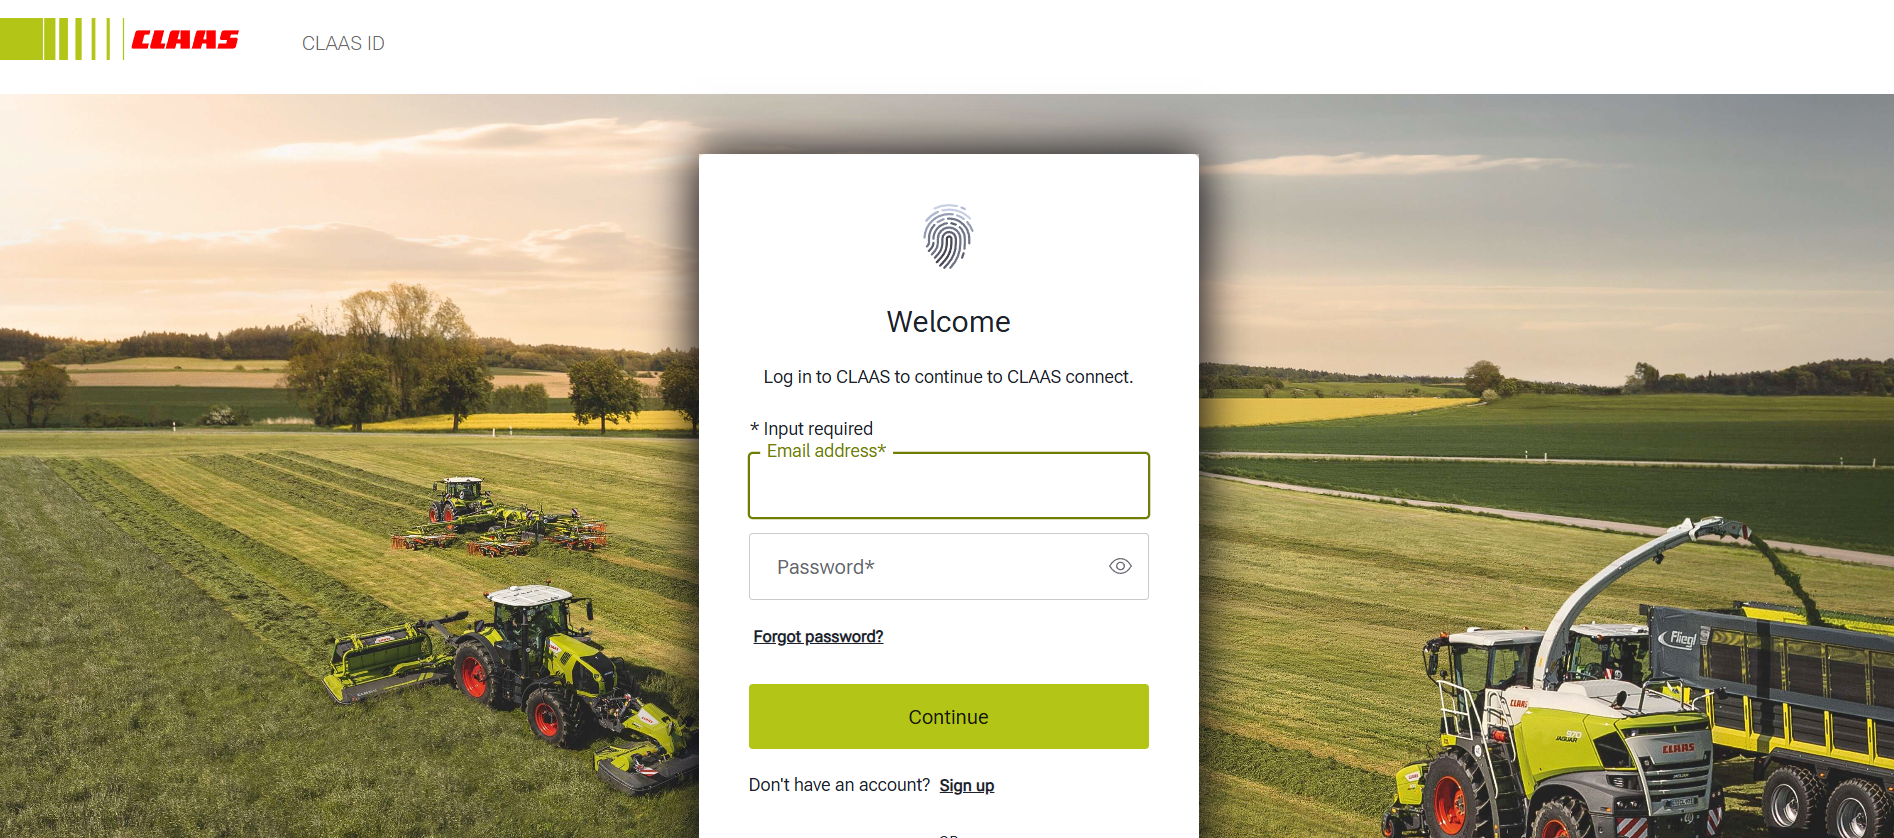 CLAAS
CLAAS ID
Welcome
Log in to CLAAS to continue to CLAAS connect.
* Input required
Email address*
Password*
Forgot password?
Continue
Don't have an account? Sign up
Fliegl
CLAAS
JAGUAR
CLAAS